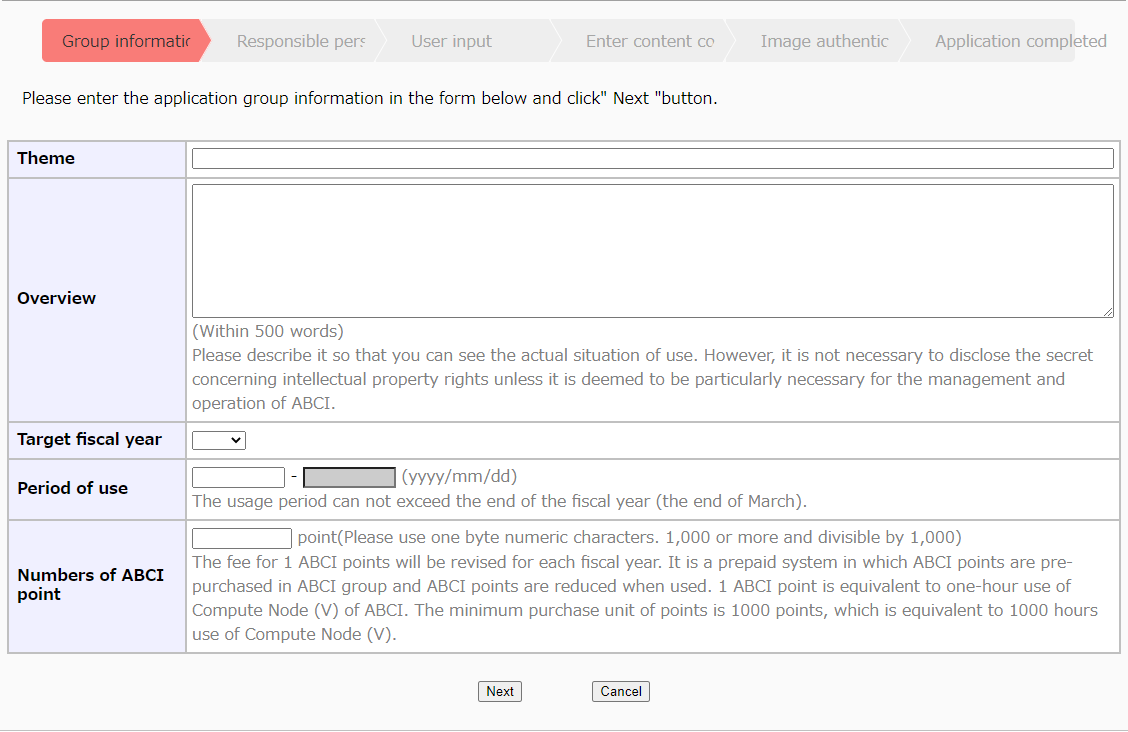 Group informatic
Responsible pers
User input
Enter content co
Image authentic
Application completed
Please enter the application group information in the form below and click" Next "button.
Theme
Overview
(Within 500 words)
Please describe it so that you can see the actual situation of use. However, it is not necessary to disclose the secret
concerning intellectual property rights unless it is deemed to be particularly necessary for the management and
operation of ABCI.
Target fiscal year
Period of use
- (yyyy/mm/dd)
The usage period can not exceed the end of the fiscal year (the end of March).
Numbers of ABCI
point
point(Please use one byte numeric characters. 1,000 or more and divisible by 1,000)
The fee for 1 ABCI points will be revised for each fiscal year. It is a prepaid system in which ABCI points are pre-
purchased in ABCI group and ABCI points are reduced when used. 1 ABCI point is equivalent to one-hour use of
Compute Node (V) of ABCI. The minimum purchase unit of points is 1000 points, which is equivalent to 1000 hours
use of Compute Node (V).
Next
Cancel